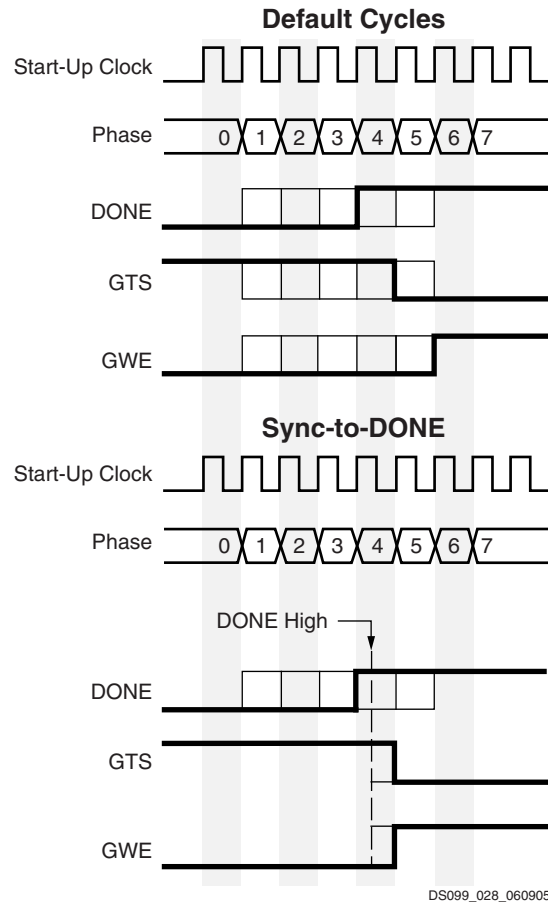 Default Cycles
Start-Up Clock
Phase 0 1 2 3 4 5 6 7
DONE
GTS
GWE
Sync-to-DONE
Start-Up Clock
Phase 0 1 2 3 4 5 6 7
DONE High
DONE
GTS
GWE
DS099_028_060905